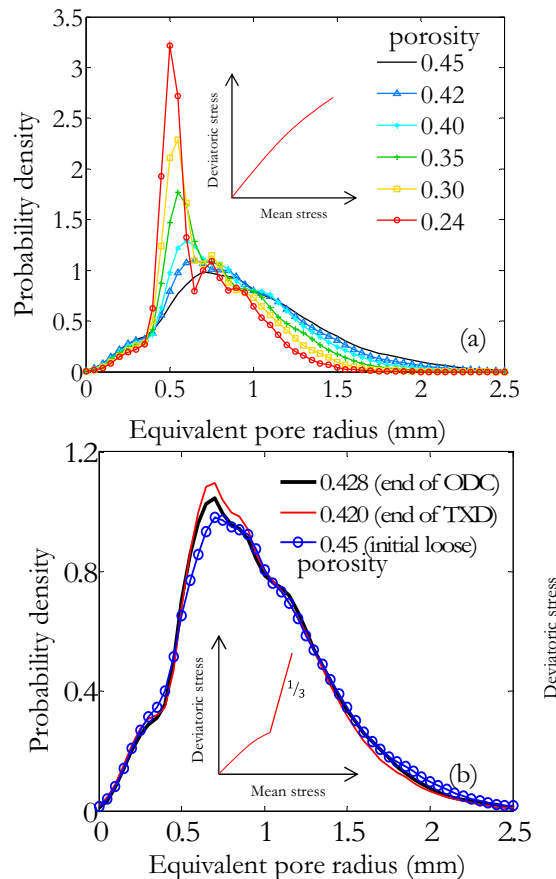 3.5
3
2.5
2
1.5
1
0.5
0
Probability density
porosity
0.45
0.42
0.40
0.35
0.30
0.24
Deviatoric stress
Mean stress
(a)
0 0.5 1 1.5 2 2.5
Equivalent pore radius (mm)
1.2
0.8
0.4
0
Probability density
0.428 (end of ODC)
0.420 (end of TXD)
0.45 (initial loose)
porosity
Deviatoric stress
1/3
Mean stress
(b)
0 0.5 1 1.5 2 2.5
Equivalent pore radius (mm)
Deviatoric stress